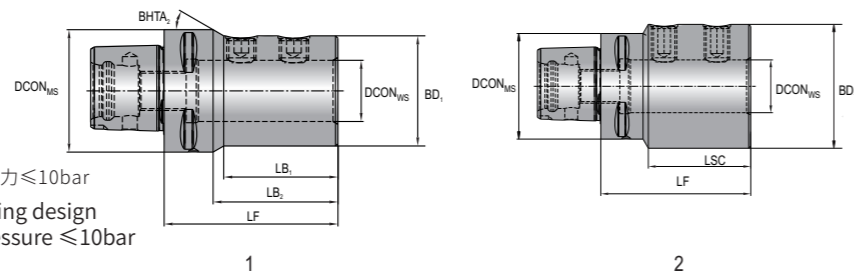 BHTA₂
DCONMS
DCONWS
BD₁
LB₁
LB₂
LF
DCONMS
DCONWS
BD
LSC
LF
力≤10bar
ing design
essure ≤10bar
1
2